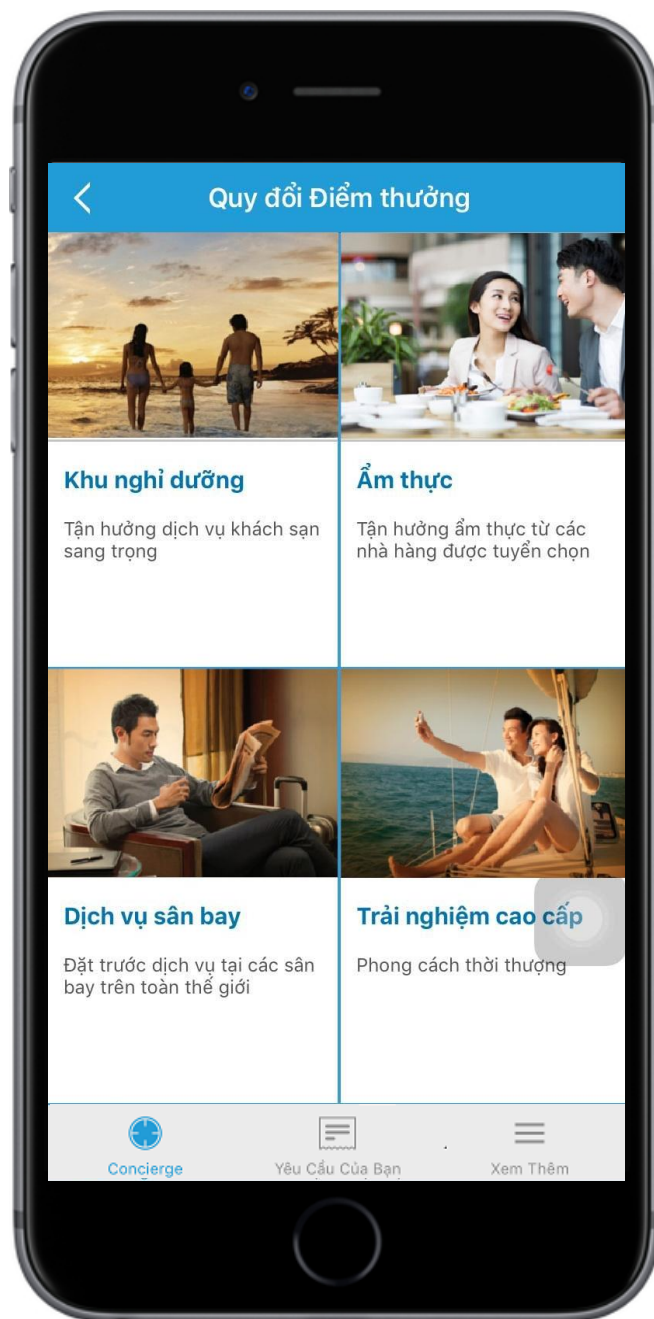 Quy đổi Điểm thưởng
Khu nghỉ dưỡng
Tận hưởng dịch vụ khách sạn
sang trọng
Ẩm thực
Tận hưởng ẩm thực từ các
nhà hàng được tuyển chọn
Dịch vụ sân bay
Đặt trước dịch vụ tại các sân
bay trên toàn thế giới
Trải nghiệm cao cấp
Phong cách thời thượng
Concierge
Yêu Cầu Của Bạn
Xem Thêm